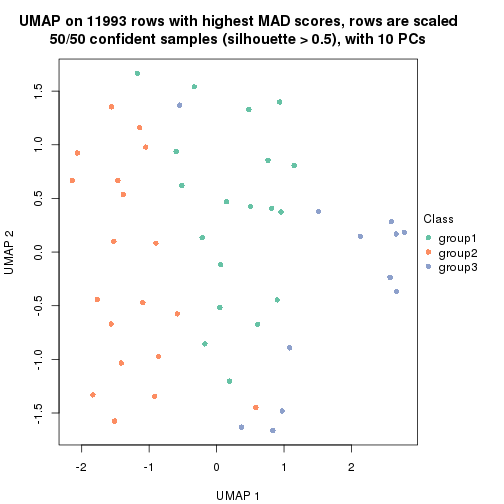 UMAP on 11993 rows with highest MAD scores, rows are scaled
50/50 confident samples (silhouette > 0.5), with 10 PCs
1.5
1.0
0.5
0.0
-0.5
-1.0
-1.5
UMAP 2
-2
-1
0
1
2
UMAP 1
Class
group1
group2
group3